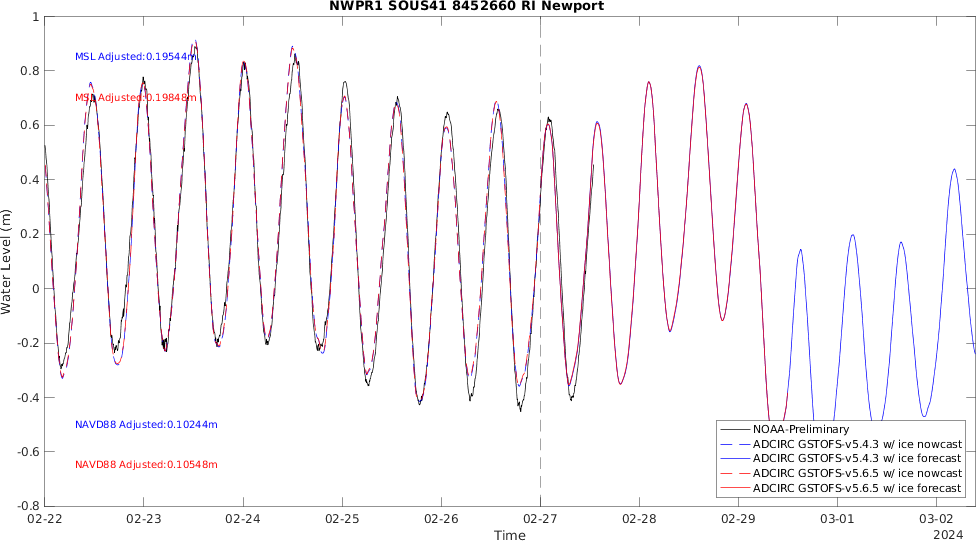 NWPR1 SOUS41 8452660 RI Newport
1
0.8
0.6
0.4
0.2
0
-0.2
-0.4
-0.6
-0.8
Water Level (m)
MSL Adjusted:0.19544m
MSL Adjusted:0.19848m
NAVD88 Adjusted:0.10244m
NAVD88 Adjusted:0.10548m
NOAA-Preliminary
ADCIRC GSTOFS-v5.4.3 w/ ice nowcast
ADCIRC GSTOFS-v5.4.3 w/ ice forecast
ADCIRC GSTOFS-v5.6.5 w/ ice nowcast
ADCIRC GSTOFS-v5.6.5 w/ ice forecast
02-22 02-23 02-24 02-25 02-26 02-27 02-28 02-29 03-01 03-02
Time
2024